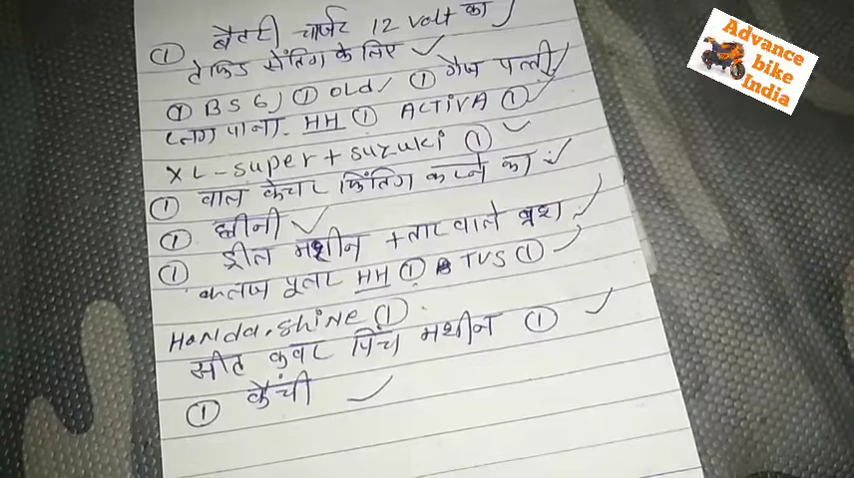 ① बैटरी चार्जर 12 Volt का
टेफिड सेंटिग के लिए
① BS 6, ① old, ① गेज पत्ती
प्लग पाना. HH ① ACTIVA ①
XL-super+suzuki ①
① वाल केचर फिंतिग करने का
① छीनी
① ड्रील मशीन + तार वाले ब्रश
कलच पूलर HH ① TVS ①
Honda.shine ①
सीट कवर पिंच मशीन ①
① कैंची
Advance
bike
India